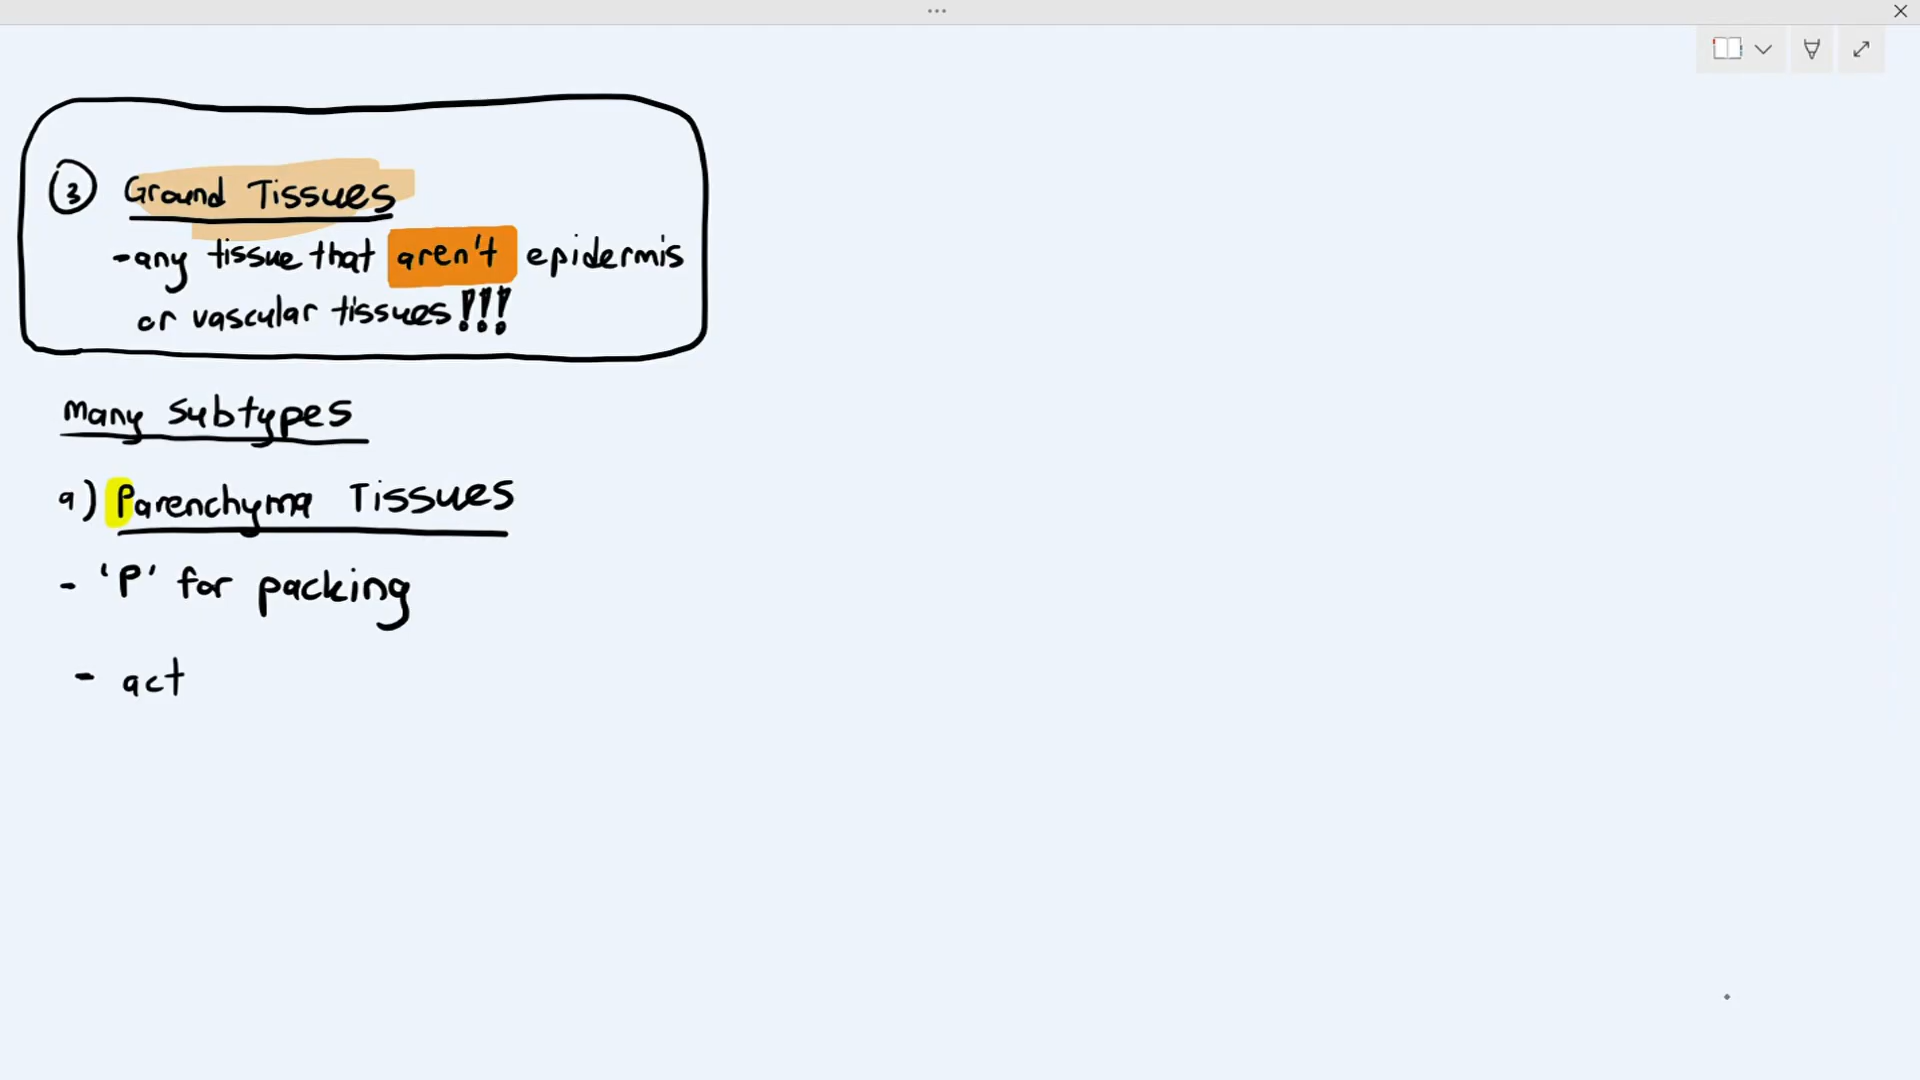 3 Ground Tissues
-any tissue that aren't epidermis
or vascular tissues!!!
Many subtypes
a) Parenchyma Tissues
- 'P' for packing
- act